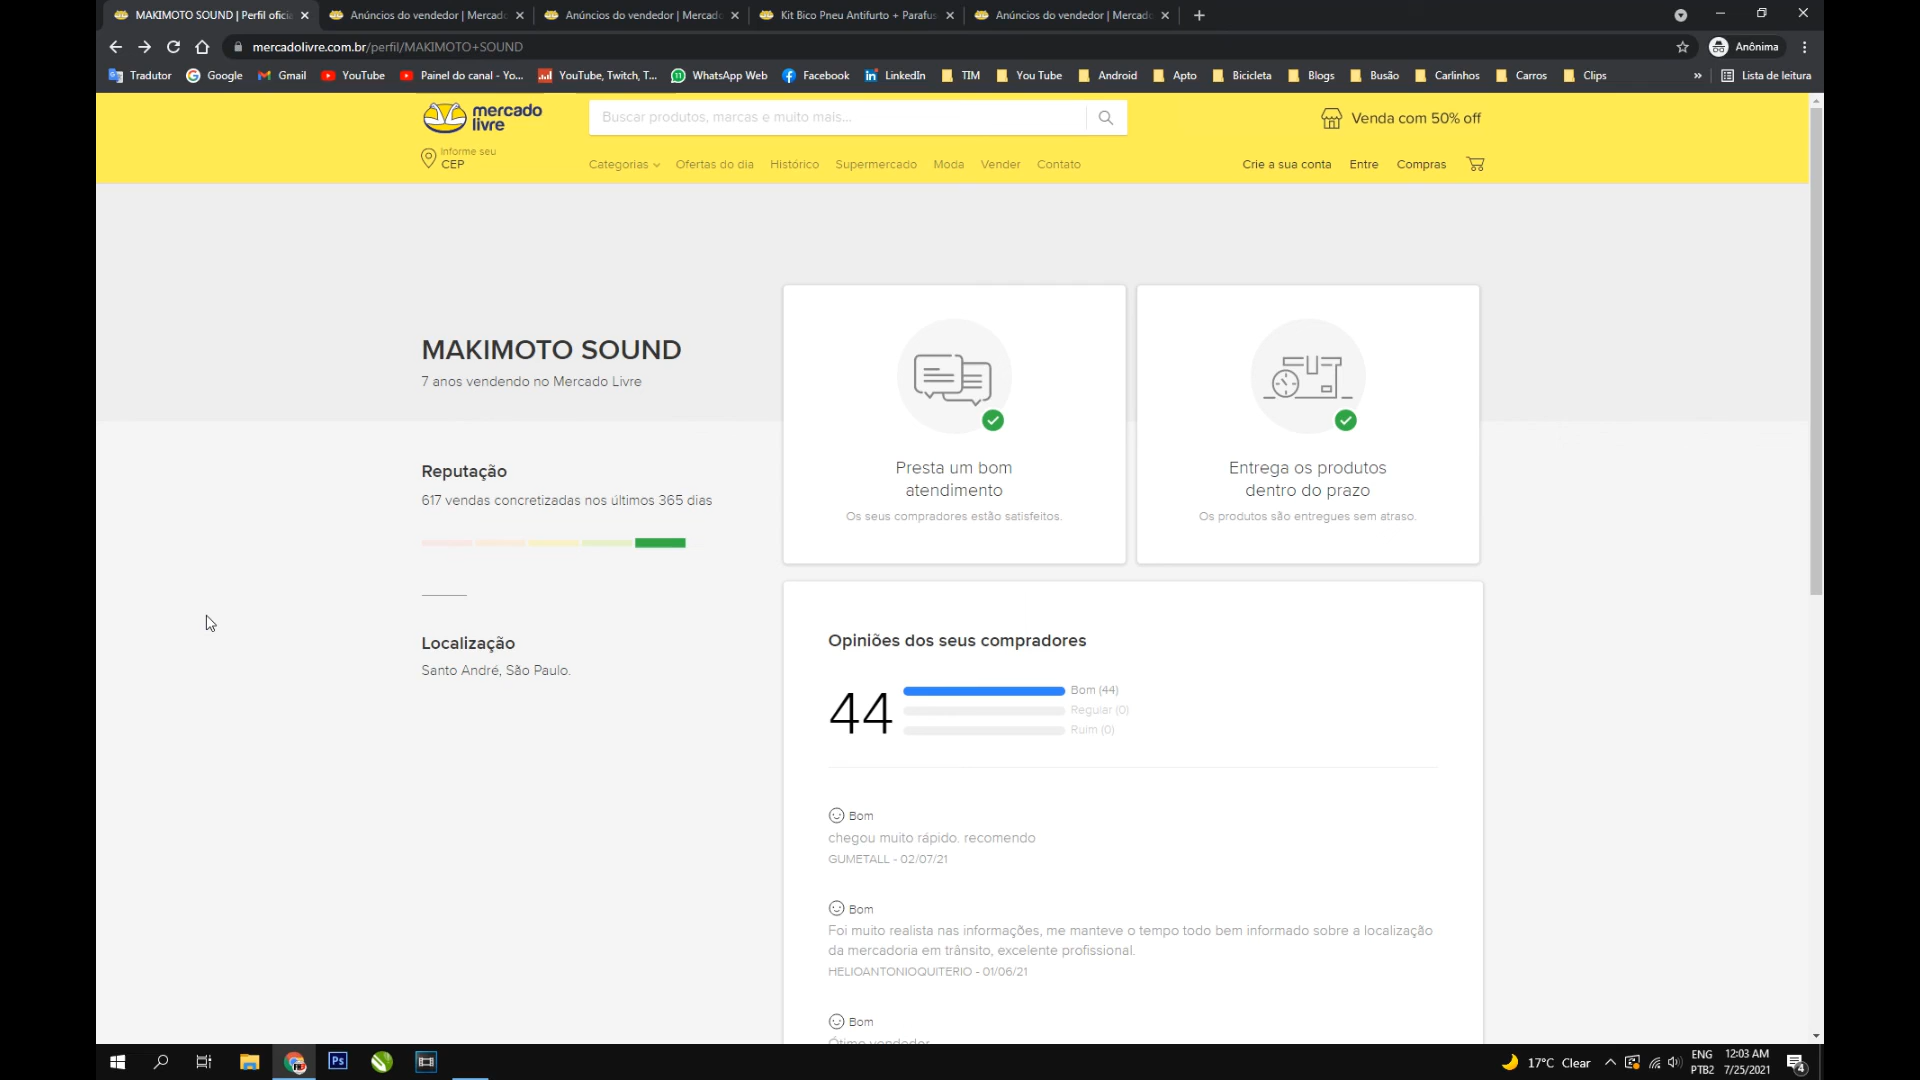 MAKIMOTO SOUND | Perfil oficia
Anúncios do vendedor | Mercado
Anúncios do vendedor | Mercado
Kit Bico Pneu Antifurto + Parafus
Anúncios do vendedor | Mercado
mercadolivre.com.br/perfil/MAKIMOTO+SOUND
Anônima
Tradutor
Google
Gmail
YouTube
Painel do canal - Yo...
YouTube, Twitch, T...
WhatsApp Web
Facebook
LinkedIn
TIM
You Tube
Android
Apto
Bicicleta
Blogs
Busão
Carlinhos
Carros
Clips
»
Lista de leitura
mercado
livre
Buscar produtos, marcas e muito mais...
Venda com 50% off
Informe seu
CEP
Categorias
Ofertas do dia
Histórico
Supermercado
Moda
Vender
Contato
Crie a sua conta
Entre
Compras
MAKIMOTO SOUND
7 anos vendendo no Mercado Livre
Reputação
617 vendas concretizadas nos últimos 365 dias
Localização
Santo André, São Paulo.
Presta um bom
atendimento
Os seus compradores estão satisfeitos.
Entrega os produtos
dentro do prazo
Os produtos são entregues sem atraso.
Opiniões dos seus compradores
44
Bom (44)
Regular (0)
Ruim (0)
Bom
chegou muito rápido. recomendo
GUMETALL - 02/07/21
Bom
Foi muito realista nas informações, me manteve o tempo todo bem informado sobre a localização
da mercadoria em trânsito, excelente profissional.
HELIOANTONIOQUITERIO - 01/06/21
Bom
Ótimo vendedor
Ps
17°C Clear
ENG
PTB2
12:03 AM
7/25/2021
4